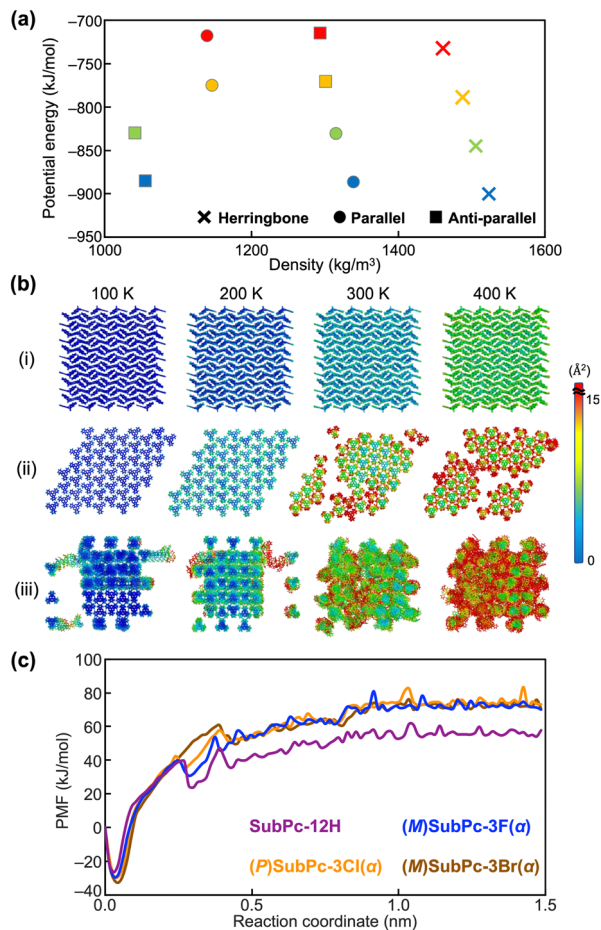 (a)
−700
−750
−800
−850
−900
−950
Potential energy (kJ/mol)
Herringbone Parallel Anti-parallel
1000 1200 1400 1600
Density (kg/m³)
(b)
100 K 200 K 300 K 400 K
(i)
(ii)
(iii)
(Å²)
15
0
(c)
100
80
60
40
20
0
−20
−40
PMF (kJ/mol)
SubPc-12H (M)SubPc-3F(α)
(P)SubPc-3Cl(α) (M)SubPc-3Br(α)
0.0 0.5 1.0 1.5
Reaction coordinate (nm)